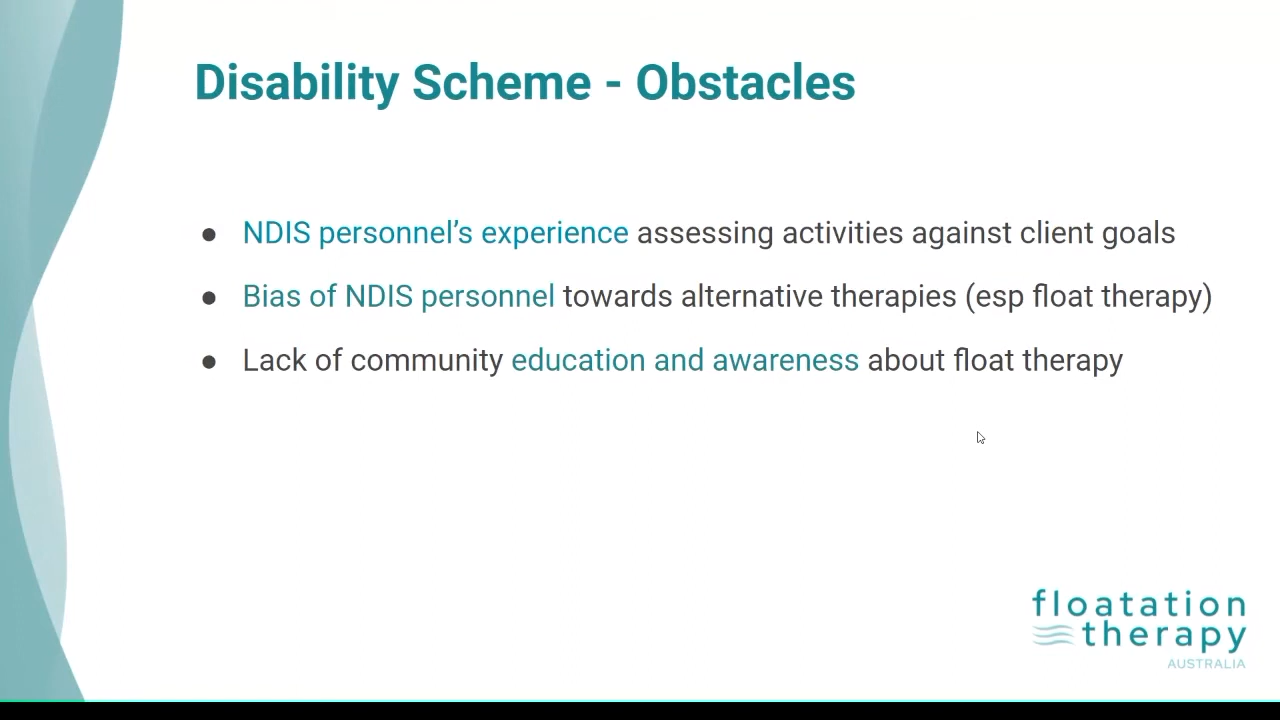 Disability Scheme - Obstacles
● NDIS personnel’s experience assessing activities against client goals
● Bias of NDIS personnel towards alternative therapies (esp float therapy)
● Lack of community education and awareness about float therapy
floatation
therapy
AUSTRALIA